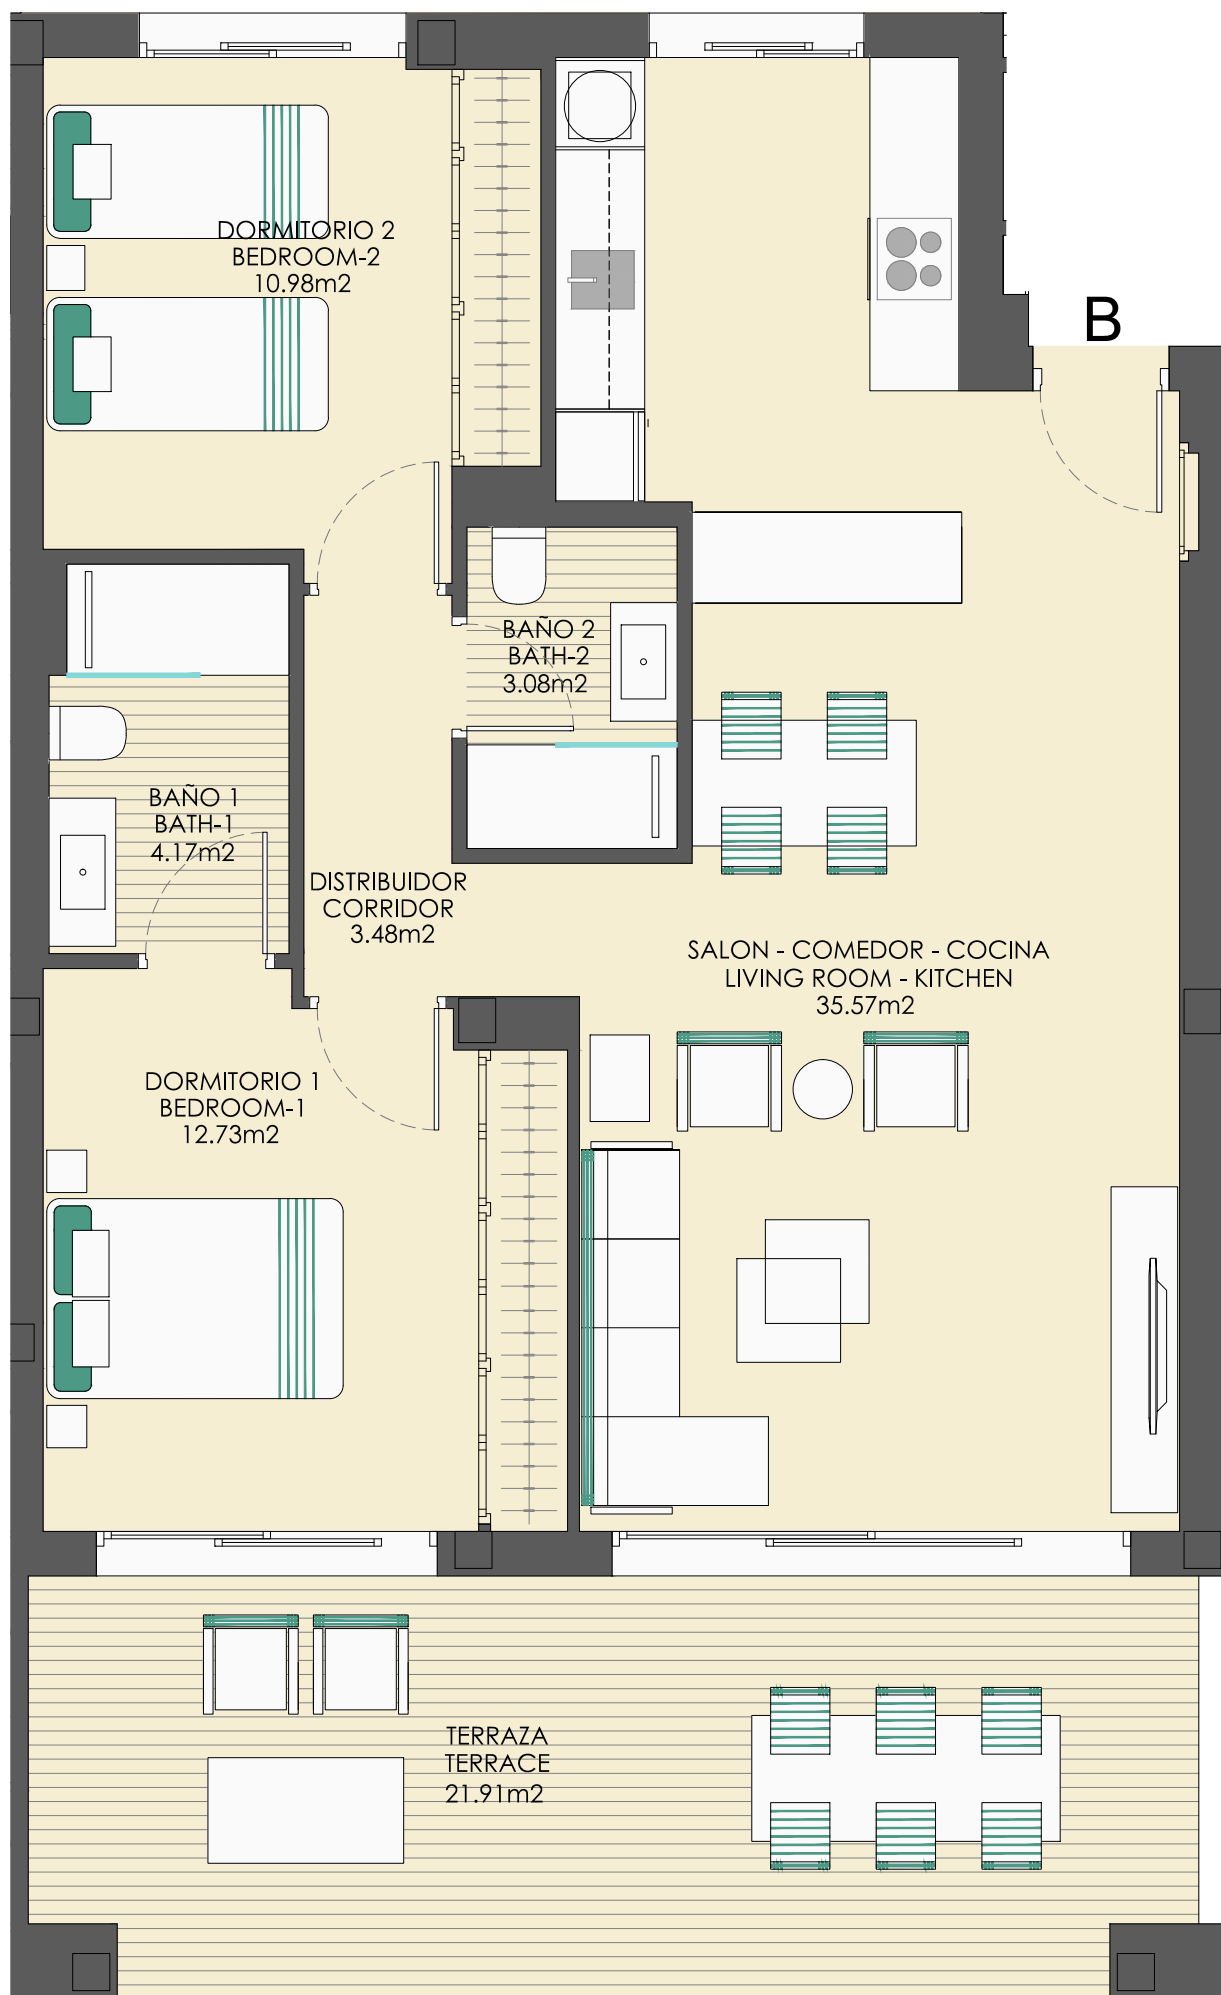 DORMITORIO 2
BEDROOM-2
10.98m2
B
BAÑO 2
BATH-2
3.08m2
BAÑO 1
BATH-1
4.17m2
DISTRIBUIDOR
CORRIDOR
3.48m2
SALON - COMEDOR - COCINA
LIVING ROOM - KITCHEN
35.57m2
DORMITORIO 1
BEDROOM-1
12.73m2
TERRAZA
TERRACE
21.91m2